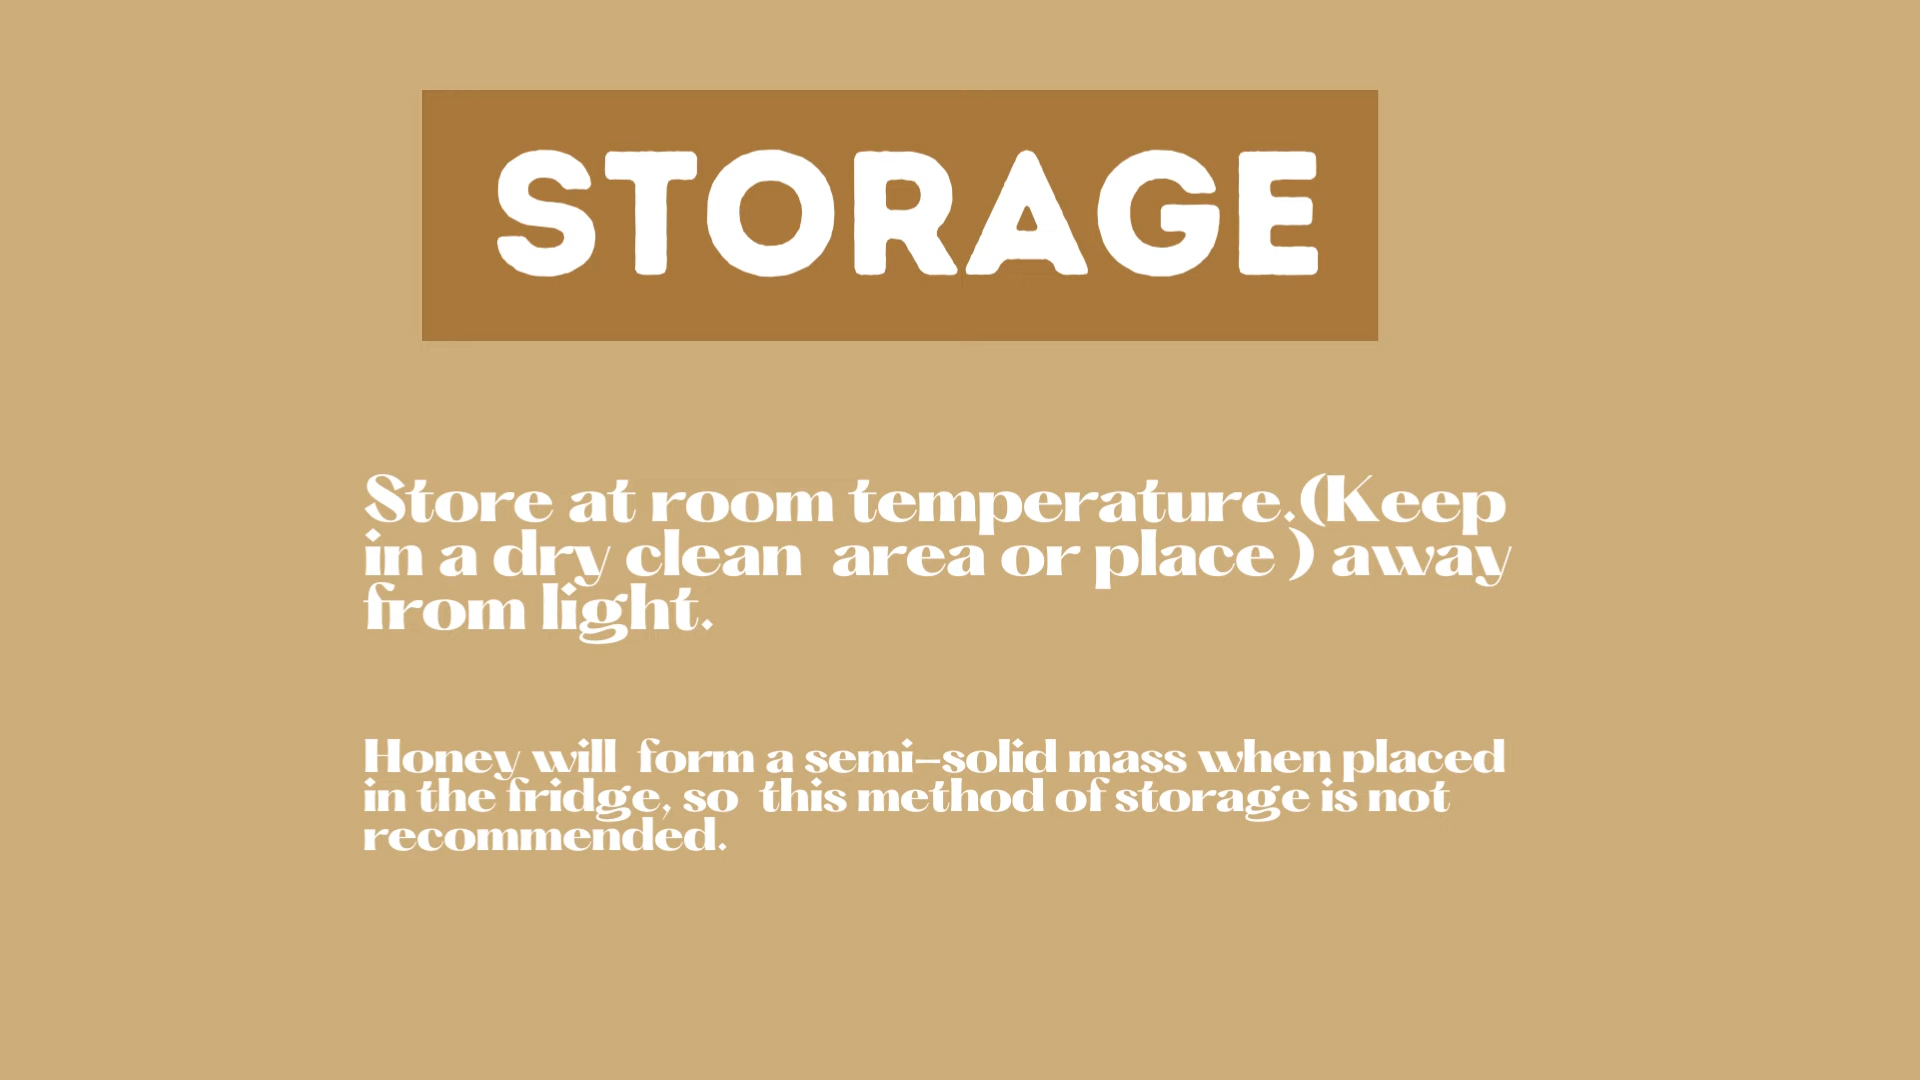 STORAGE
Store at room temperature.(Keep
in a dry clean  area or place ) away
from light.
Honey will  form a semi-solid mass when placed
in the fridge, so  this method of storage is not
recommended.